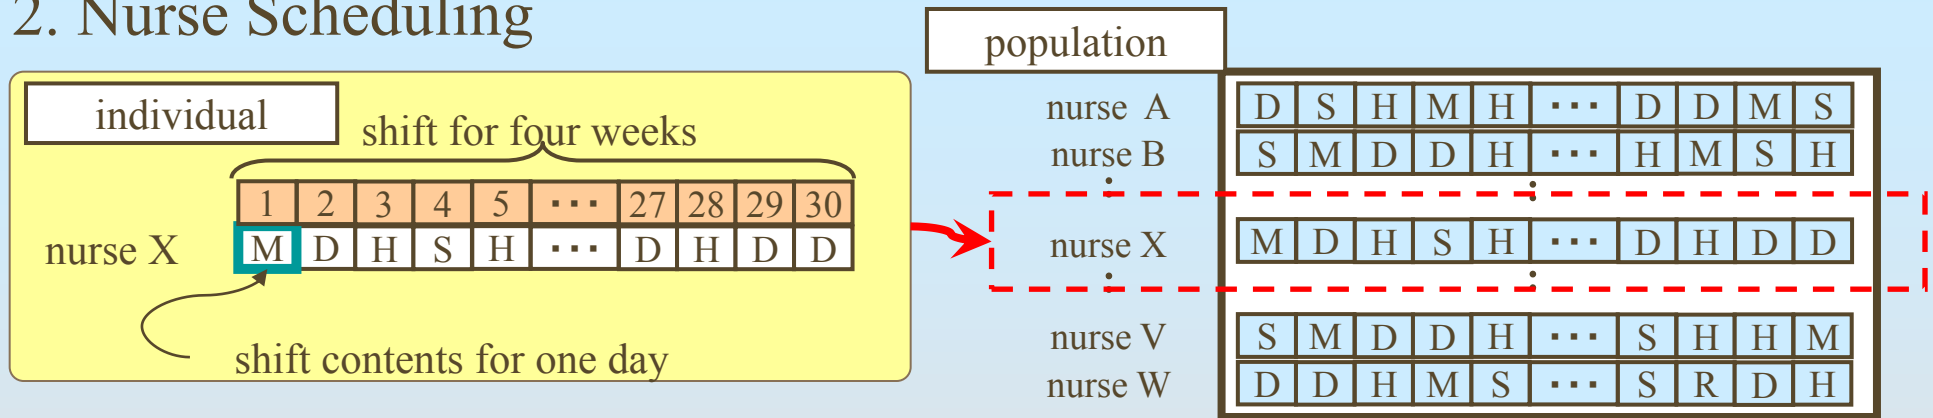 2. Nurse Scheduling
individual
shift for four weeks
1 2 3 4 5 ··· 27 28 29 30
nurse X M D H S H ··· D H D D
shift contents for one day
population
nurse A D S H M H ··· D D M S
nurse B S M D D H ··· H M S H
nurse X M D H S H ··· D H D D
nurse V S M D D H ··· S H H M
nurse W D D H M S ··· S R D H